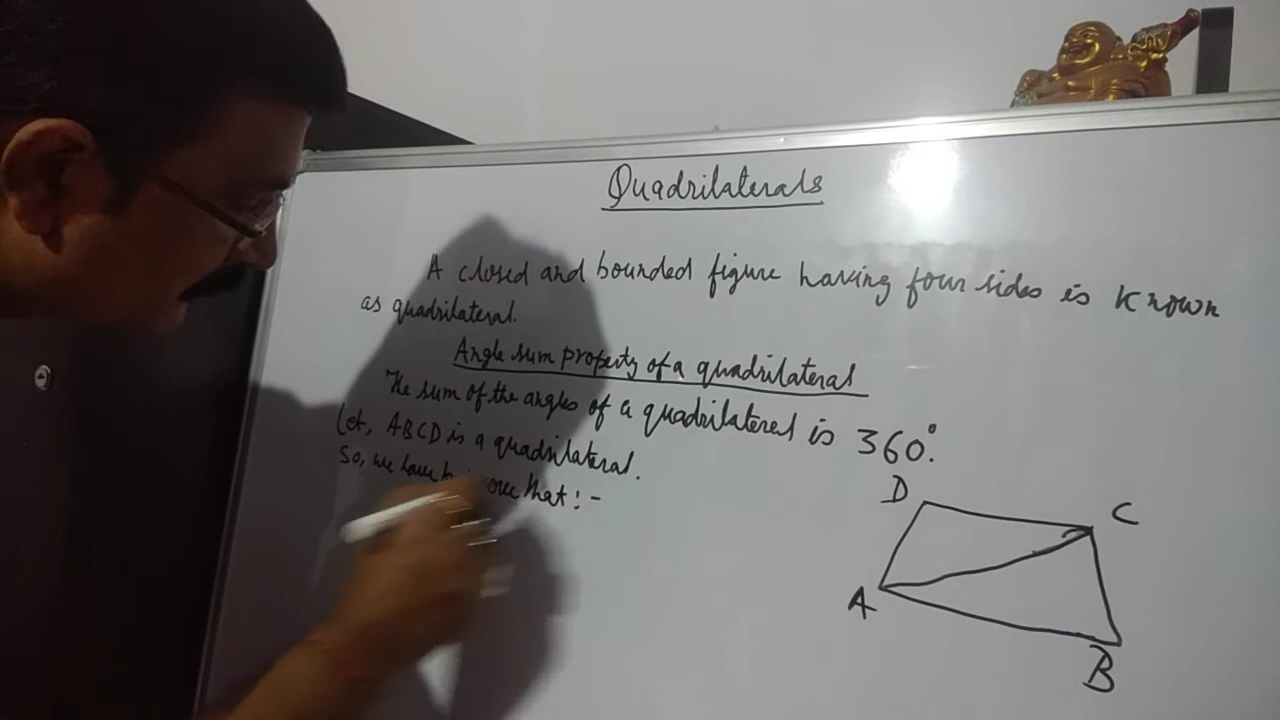 Quadrilaterals
A closed and bounded figure having four sides is known
as quadrilateral.
Angle sum property of a quadrilateral
The sum of the angles of a quadrilateral is 360°.
Let, ABCD is a quadrilateral.
So, we have that :-
D
C
A
B